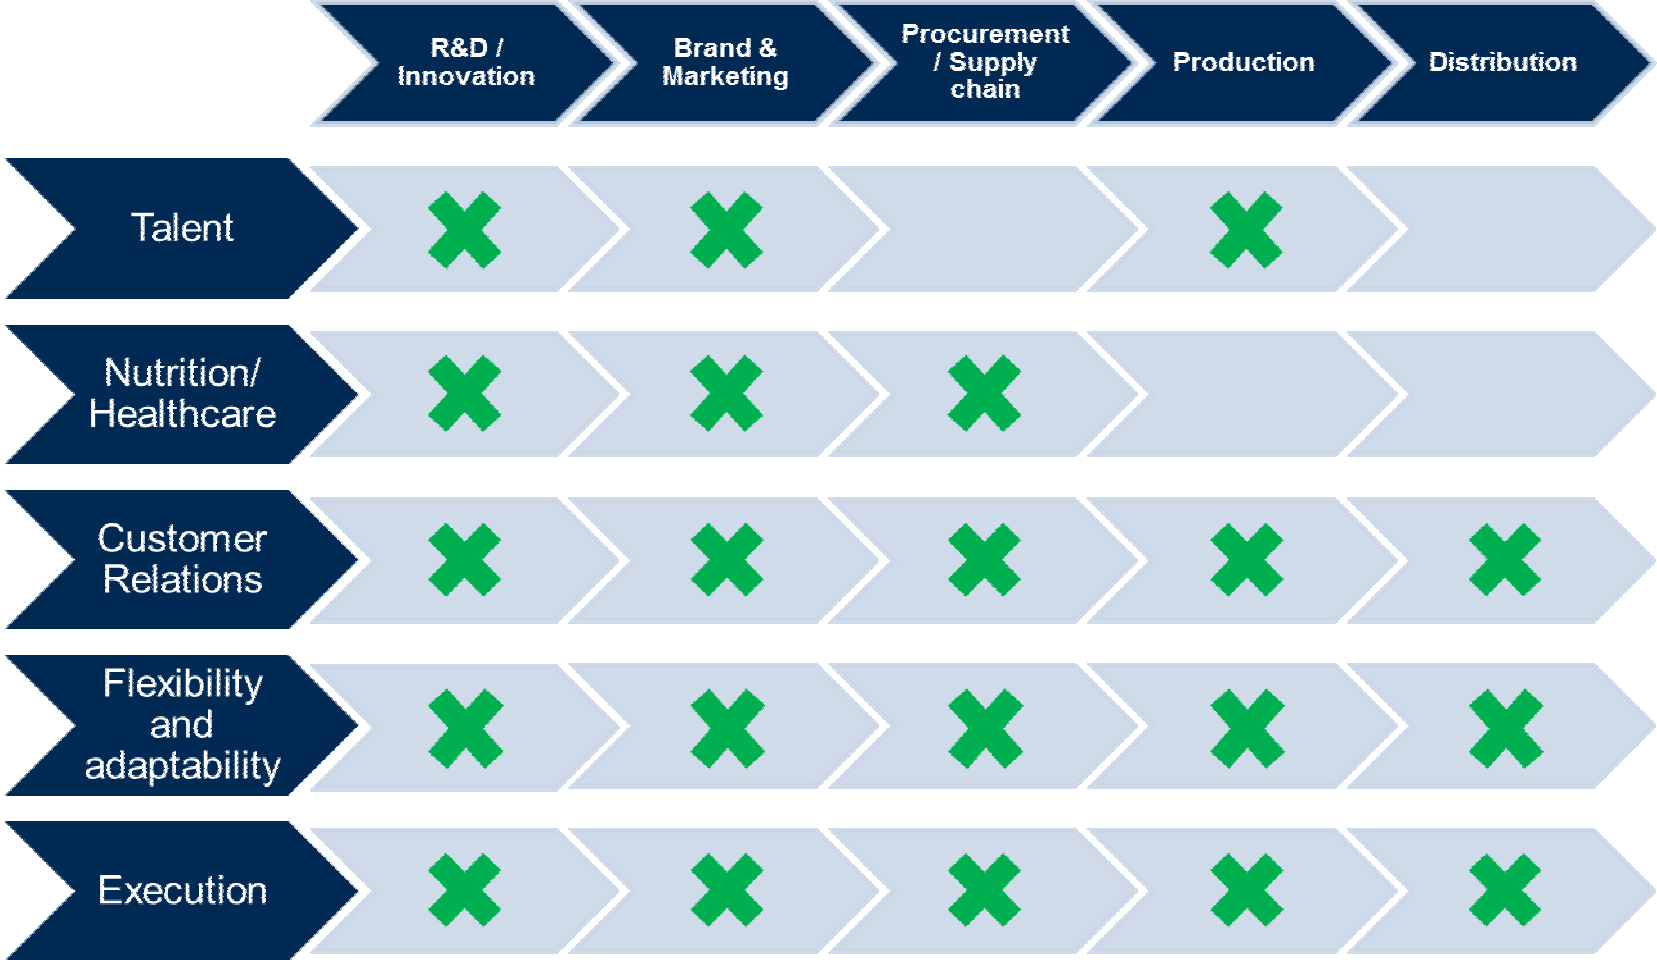 R&D /
Innovation
Brand &
Marketing
Procurement
/ Supply
chain
Production
Distribution
Talent
Nutrition/
Healthcare
Customer
Relations
Flexibility
and
adaptability
Execution